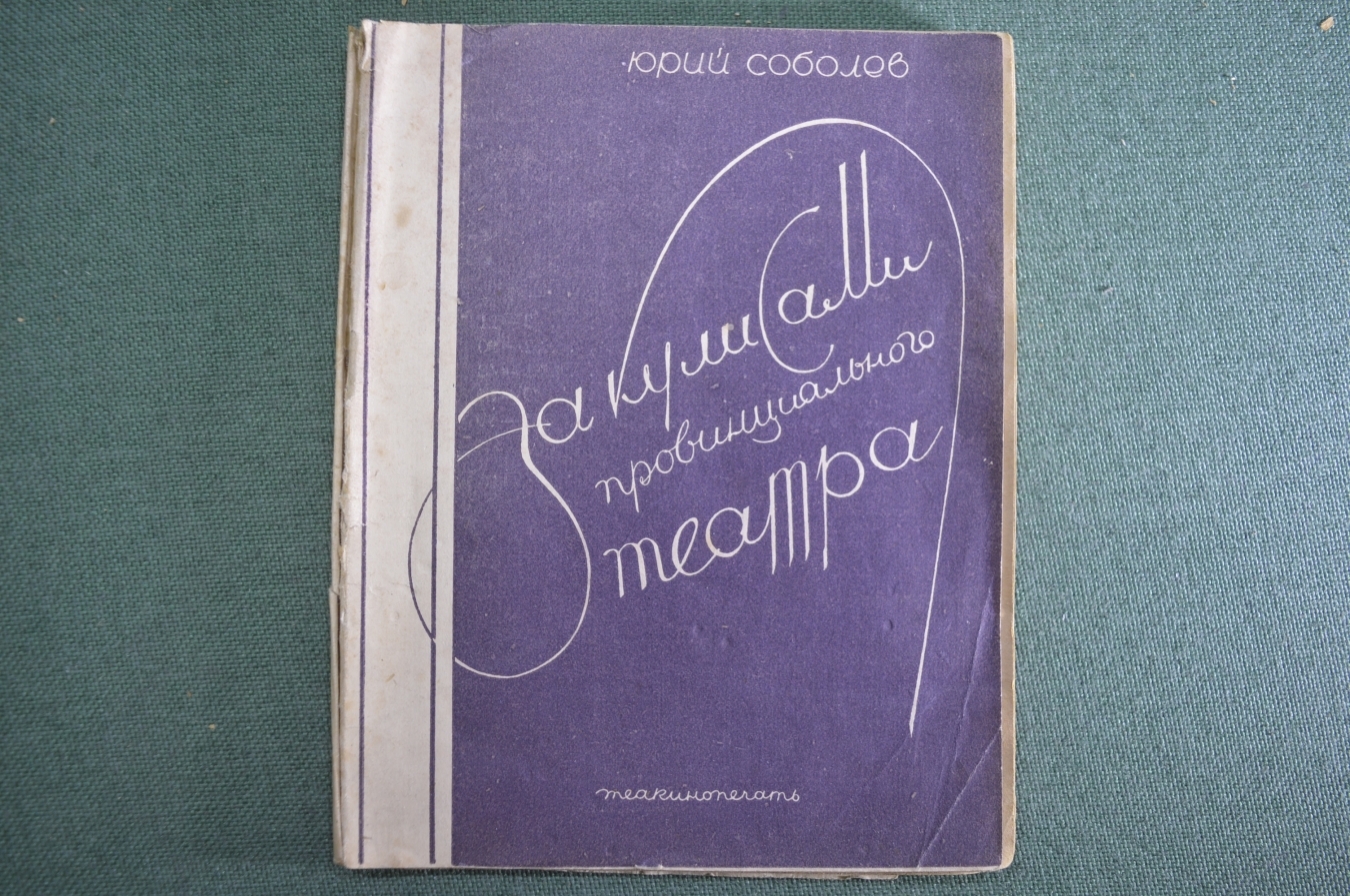 юрий соболев
За кулисами
провинциального
театра
теакинопечать